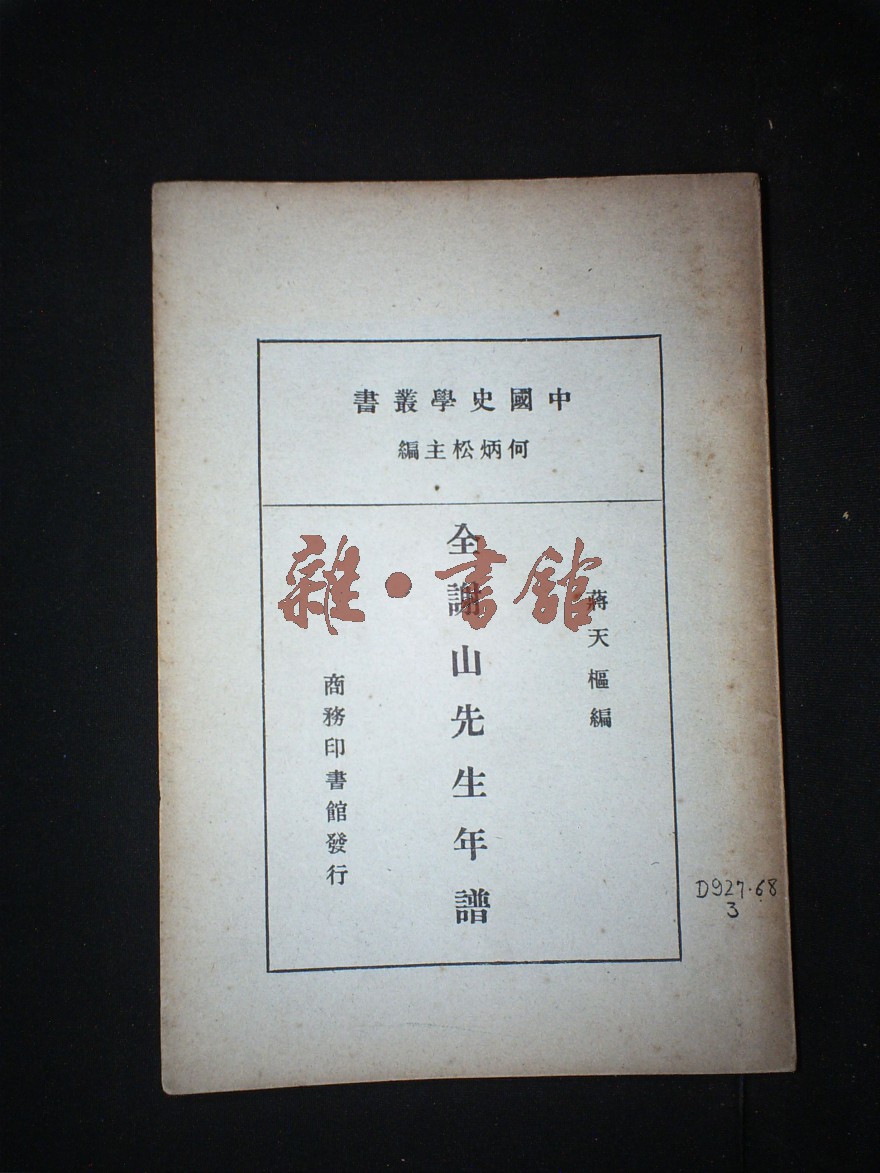 中國史學叢書
何炳松主編
蔣天樞編
全謝山先生年譜
商務印書館發行
雜·書館
D927.68
3